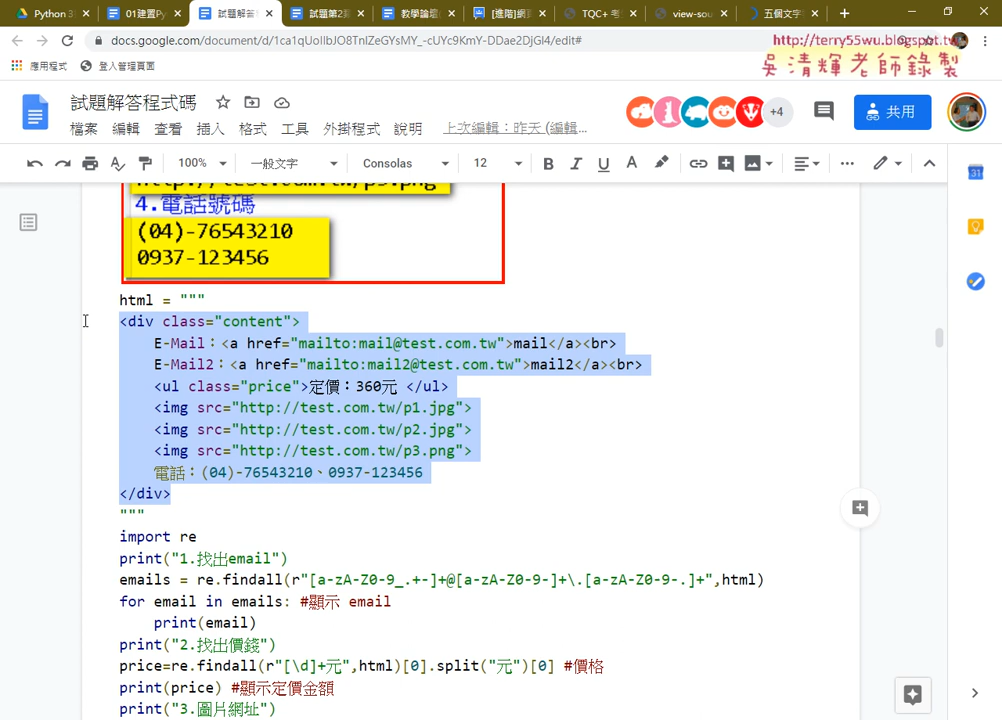 Python 3
01建置Py
試題解答
試題第2
教學論壇
[進階]網
TQC+ 考
view-sou
五個文字
docs.google.com/document/d/1ca1qUoIIbJO8TnIZeGYsMY_-cUYc9KmY-DDae2DjGl4/edit#
http://terry55wu.blogspot.tw
應用程式
登入管理頁面
吳清輝老師錄製
試題解答程式碼
檔案 編輯 查看 插入 格式 工具 外掛程式 說明 上次編輯：昨天 (編輯...
+4
共用
100% 一般文字 Consolas 12 B I U A
31
http://test.com.tw/p3.png
4.電話號碼
(04)-76543210
0937-123456
html = """
<div class="content">
E-Mail：<a href="mailto:mail@test.com.tw">mail</a><br>
E-Mail2：<a href="mailto:mail2@test.com.tw">mail2</a><br>
<ul class="price">定價：360元 </ul>
<img src="http://test.com.tw/p1.jpg">
<img src="http://test.com.tw/p2.jpg">
<img src="http://test.com.tw/p3.png">
電話：(04)-76543210、0937-123456
</div>
"""
import re
print("1.找出email")
emails = re.findall(r"[a-zA-Z0-9_.+-]+@[a-zA-Z0-9-]+\.[a-zA-Z0-9-.]+",html)
for email in emails: #顯示 email
print(email)
print("2.找出價錢")
price=re.findall(r"[\d]+元",html)[0].split("元")[0] #價格
print(price) #顯示定價金額
print("3.圖片網址")